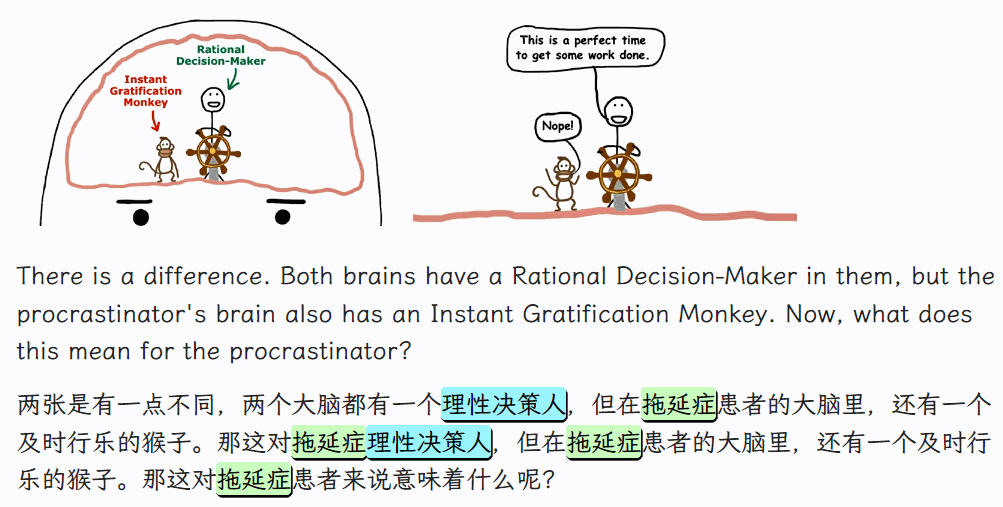 Rational
Decision-Maker
Instant
Gratification
Monkey
This is a perfect time
to get some work done.
Nope!
There is a difference. Both brains have a Rational Decision-Maker in them, but the
procrastinator's brain also has an Instant Gratification Monkey. Now, what does
this mean for the procrastinator?
两张是有一点不同，两个大脑都有一个理性决策人，但在拖延症患者的大脑里，还有一个
及时行乐的猴子。那这对拖延症理性决策人，但在拖延症患者的大脑里，还有一个及时行
乐的猴子。那这对拖延症患者来说意味着什么呢？